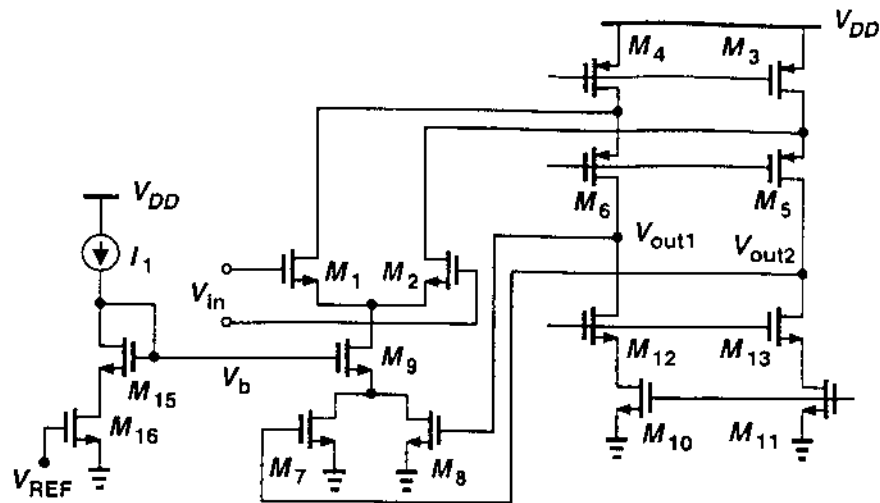 V_DD
M_4
M_3
M_6
M_5
V_DD
I_1
V_in
M_1
M_2
V_out1
V_out2
M_15
V_b
M_9
M_12
M_13
M_16
V_REF
M_7
M_8
M_10
M_11